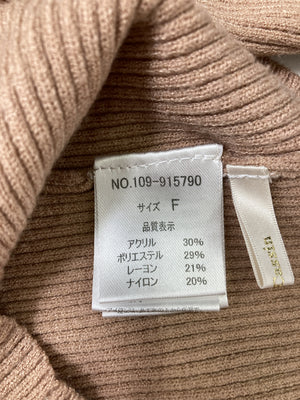 NO.109-915790
サイズ F
品質表示
アクリル 30%
ポリエステル 29%
レーヨン 21%
ナイロン 20%